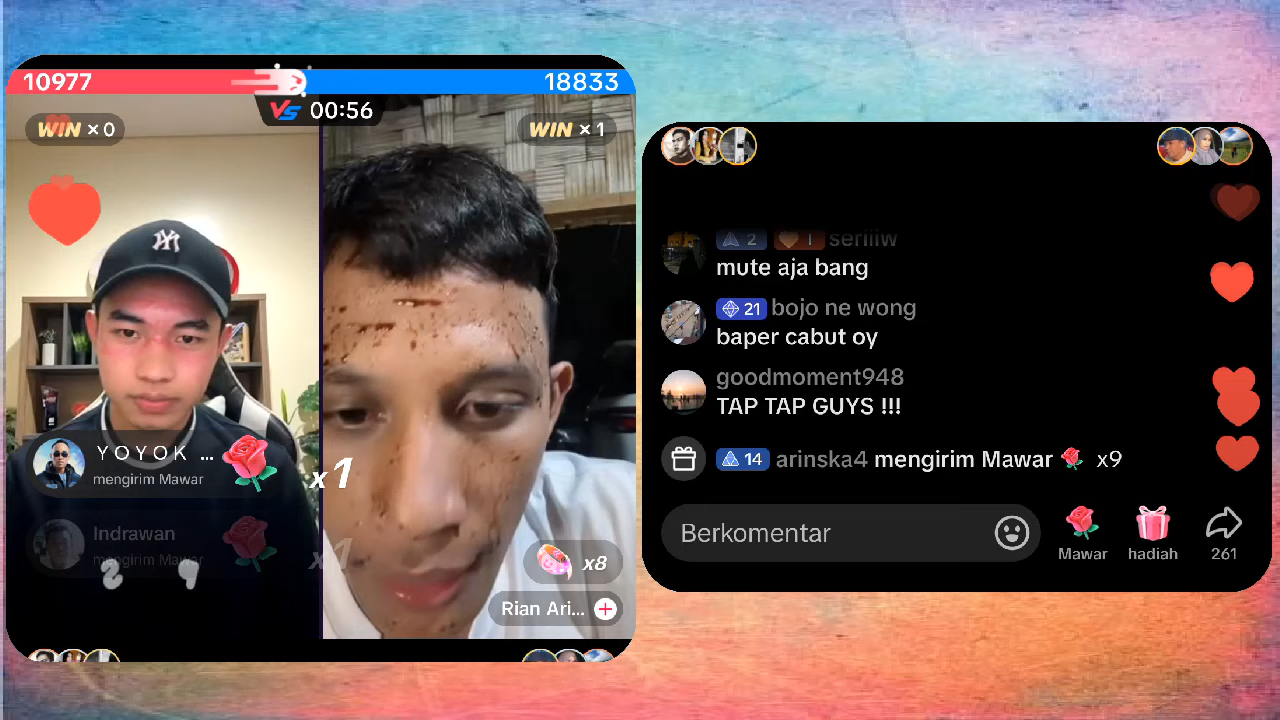 10977
18833
VS 00:56
WIN × 0
WIN × 1
Y O Y O K ...
mengirim Mawar
x1
Indrawan
mengirim Mawar
x1
x8
Rian Ari...
2 1 seriiiw
mute aja bang
21 bojo ne wong
baper cabut oy
goodmoment948
TAP TAP GUYS !!!
14 arinska4 mengirim Mawar x9
Berkomentar
Mawar
hadiah
261